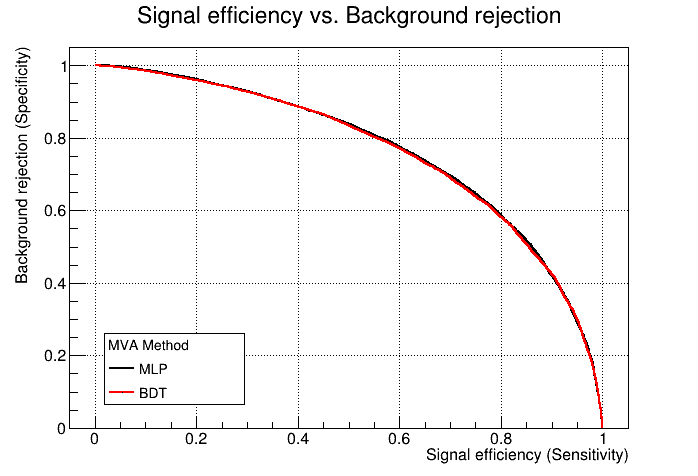 Signal efficiency vs. Background rejection
Background rejection (Specificity)
1
0.8
0.6
0.4
0.2
0
MVA Method
MLP
BDT
0 0.2 0.4 0.6 0.8 1
Signal efficiency (Sensitivity)